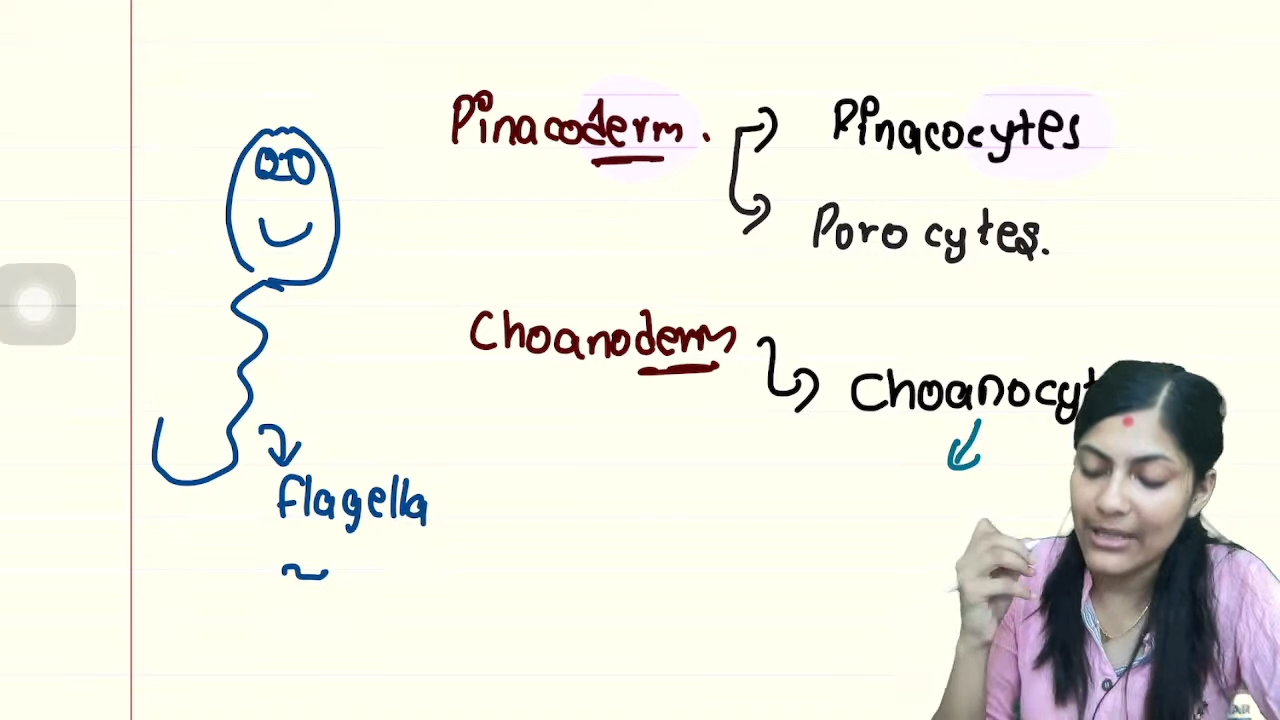 Pinacoderm.
Pinacocytes
Porocytes.
Choanoderm
flagella